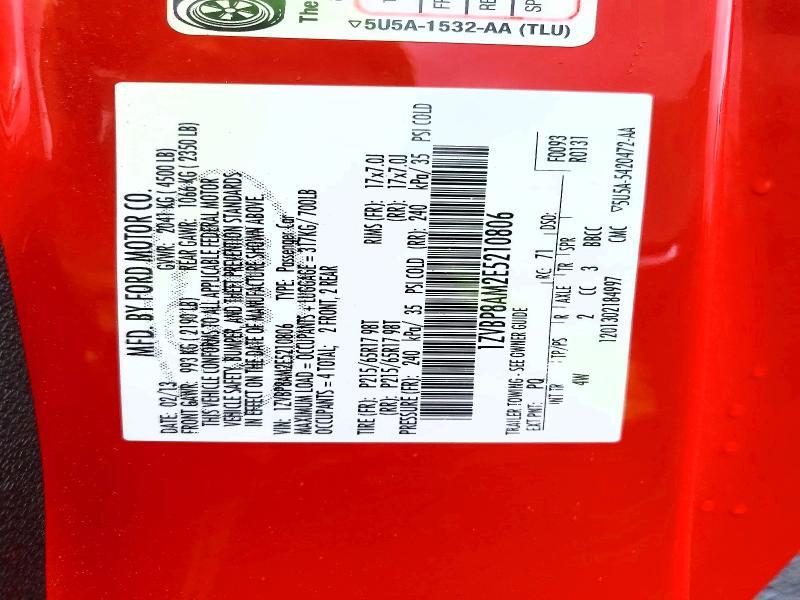 The
FR
RE
SP
▽5U5A-1532-AA (TLU)
MFD. BY FORD MOTOR CO.
DATE: 02/13 GVWR: 2041 KG ( 4500 LB)
FRONT GAWR: 993 KG ( 2190 LB) REAR GAWR: 1066 KG ( 2350 LB)
THIS VEHICLE CONFORMS TO ALL APPLICABLE FEDERAL MOTOR
VEHICLE SAFETY, BUMPER, AND THEFT PREVENTION STANDARDS
IN EFFECT ON THE DATE OF MANUFACTURE SHOWN ABOVE.
VIN: 1ZVBP8AM2E5210806 TYPE: Passenger Car
MAXIMUM LOAD = OCCUPANTS + LUGGAGE = 317KG/ 700LB
OCCUPANTS = 4 TOTAL; 2 FRONT, 2 REAR
TIRE (FR): P215/65R17 98T RIMS (FR): 17x7.0J
(RR): P215/65R17 98T (RR): 17x7.0J
PRESSURE (FR): 240 kPa/ 35 PSI COLD (RR): 240 kPa/ 35 PSI COLD
1ZVBP8AM2E5210806
TRAILER TOWING - SEE OWNER GUIDE
EXT PNT: PQ RC: 71 DSO: F0093
R0131
INT TR TP/PS R AXLE TR SPR
4W 2 CC 3 BBCC
CMC
▽5U5A-5420472-AA